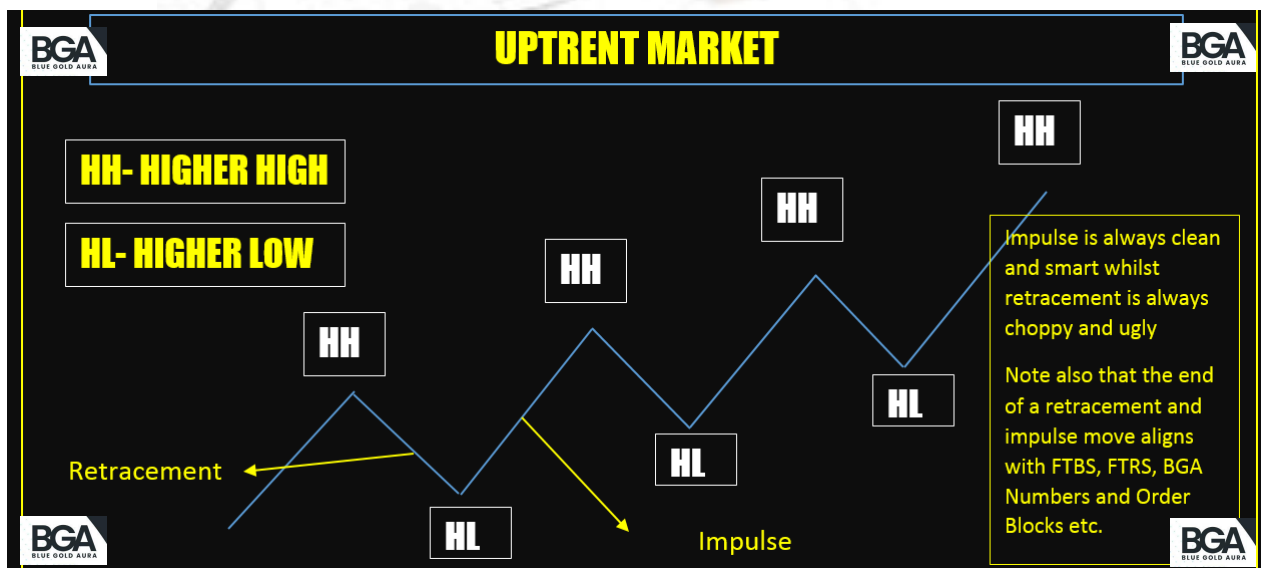 BGA
BLUE GOLD AURA
UPTRENT MARKET
BGA
BLUE GOLD AURA
HH- HIGHER HIGH
HL- HIGHER LOW
HH
HH
HH
HH
HL
HL
HL
Retracement
Impulse
Impulse is always clean
and smart whilst
retracement is always
choppy and ugly
Note also that the end
of a retracement and
impulse move aligns
with FTBS, FTRS, BGA
Numbers and Order
Blocks etc.
BGA
BLUE GOLD AURA
BGA
BLUE GOLD AURA